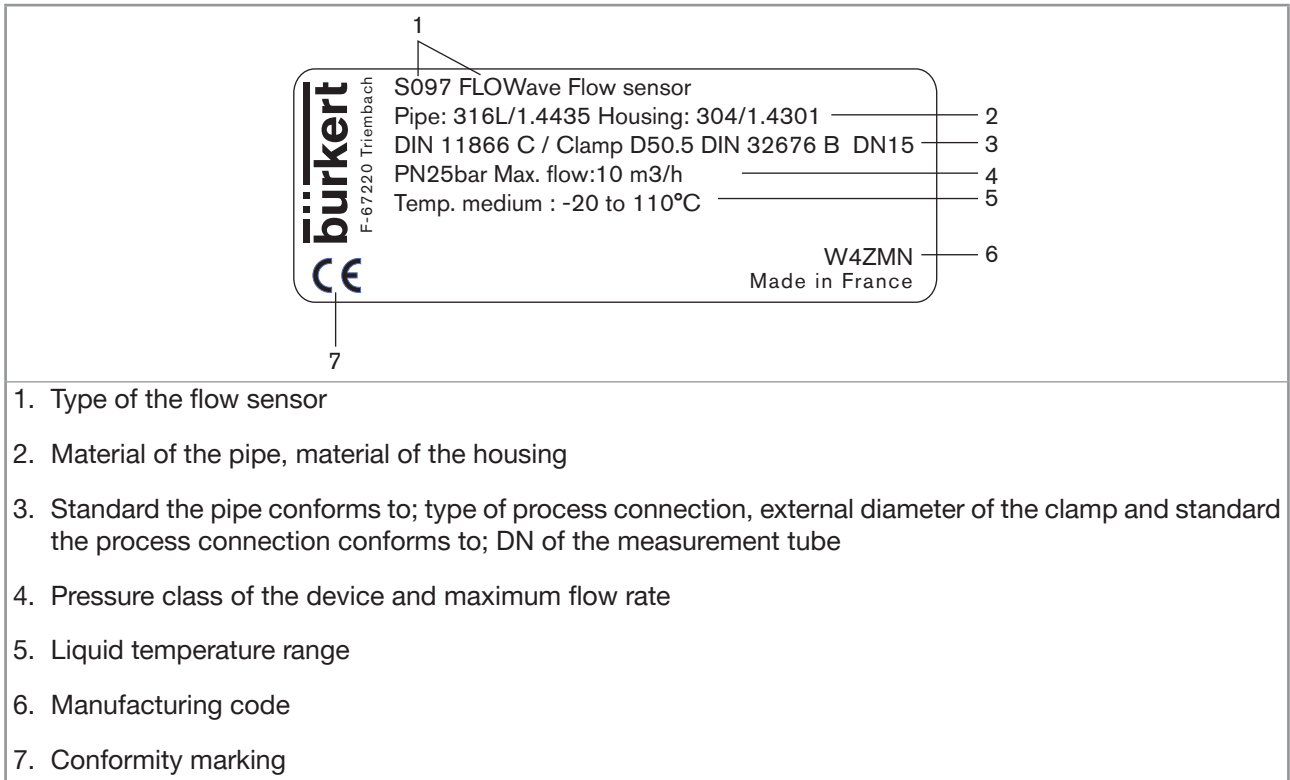 1
bürkert
F-67220 Triembach
S097 FLOWave Flow sensor
Pipe: 316L/1.4435 Housing: 304/1.4301
2
DIN 11866 C / Clamp D50.5 DIN 32676 B DN15
3
PN25bar Max. flow:10 m3/h
4
Temp. medium : -20 to 110°C
5
W4ZMN
6
Made in France
CE
7
1. Type of the flow sensor
2. Material of the pipe, material of the housing
3. Standard the pipe conforms to; type of process connection, external diameter of the clamp and standard
the process connection conforms to; DN of the measurement tube
4. Pressure class of the device and maximum flow rate
5. Liquid temperature range
6. Manufacturing code
7. Conformity marking